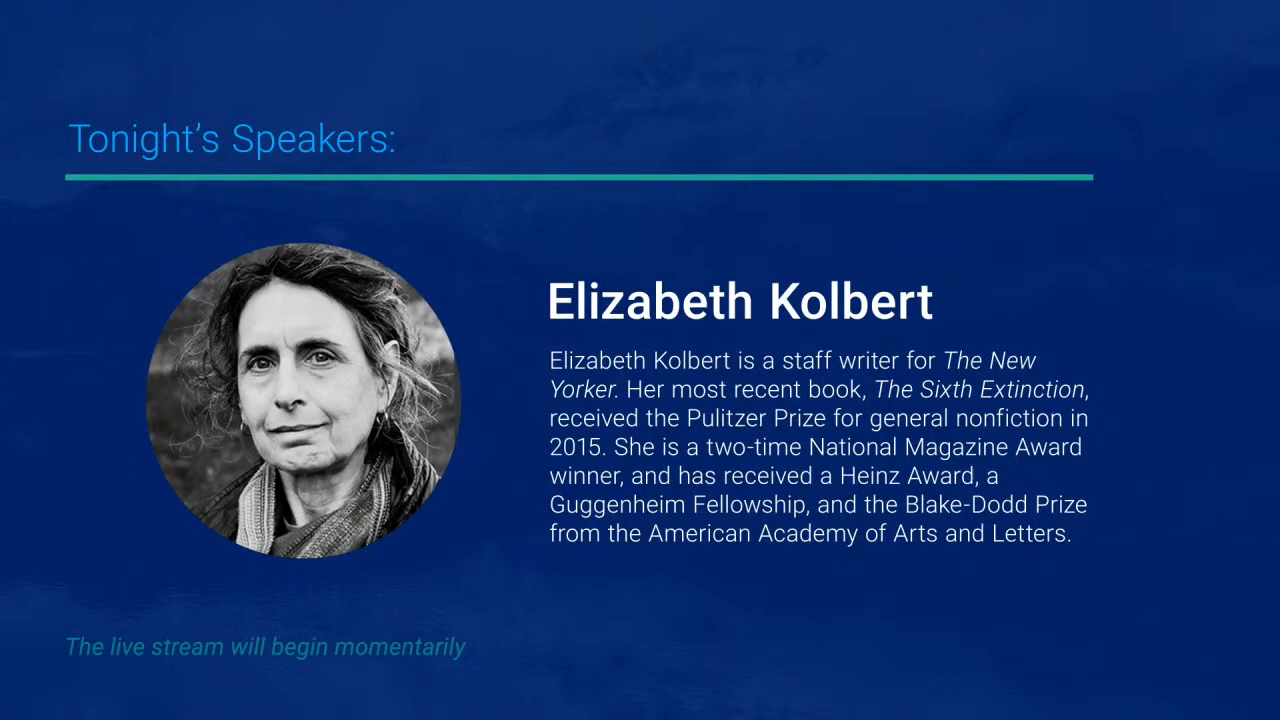 Tonight’s Speakers:
Elizabeth Kolbert
Elizabeth Kolbert is a staff writer for The New
Yorker. Her most recent book, The Sixth Extinction,
received the Pulitzer Prize for general nonfiction in
2015. She is a two-time National Magazine Award
winner, and has received a Heinz Award, a
Guggenheim Fellowship, and the Blake-Dodd Prize
from the American Academy of Arts and Letters.
The live stream will begin momentarily